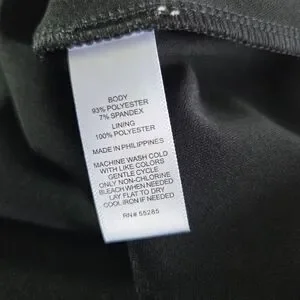 BODY
93% POLYESTER
7% SPANDEX
LINING
100% POLYESTER
MADE IN PHILIPPINES
MACHINE WASH COLD
WITH LIKE COLORS
GENTLE CYCLE
ONLY NON-CHLORINE
BLEACH WHEN NEEDED
LAY FLAT TO DRY
COOL IRON IF NEEDED
RN# 55285